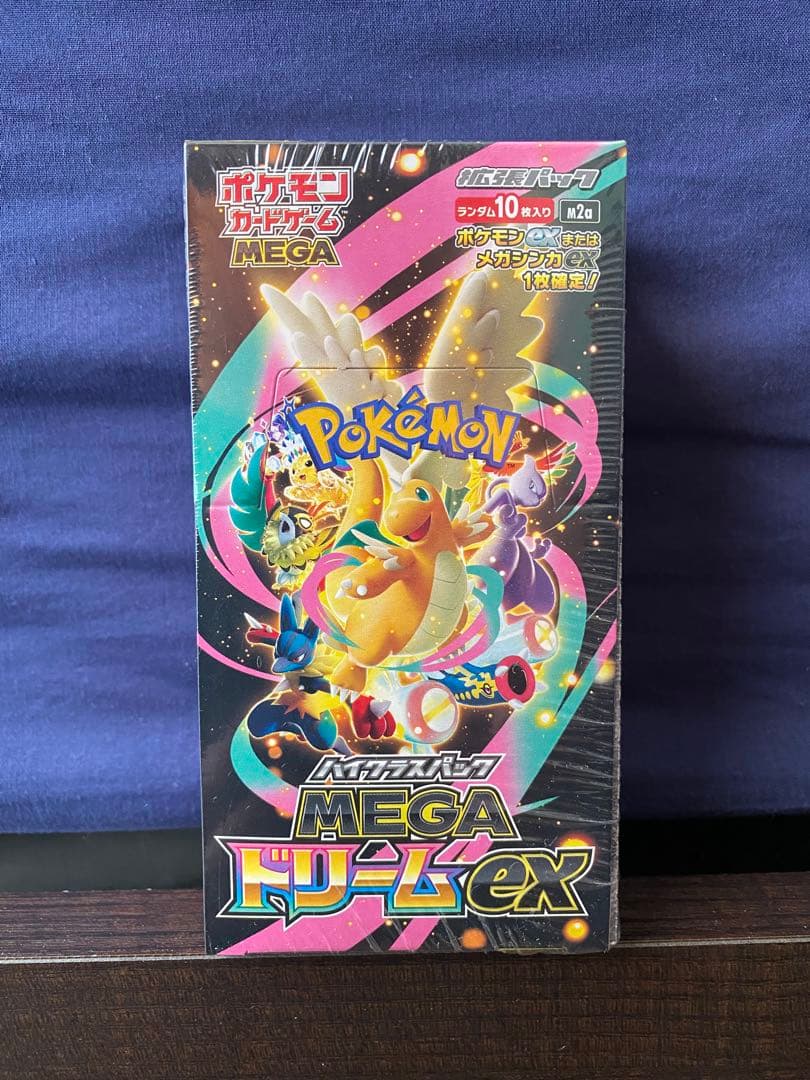 ポケモン
カードゲーム™
MEGA
拡張パック
ランダム10枚入り
m2a
ポケモンexまたは
メガシンカex
1枚確定！
POKéMON™
ハイクラスパック
MEGA
ドリームex